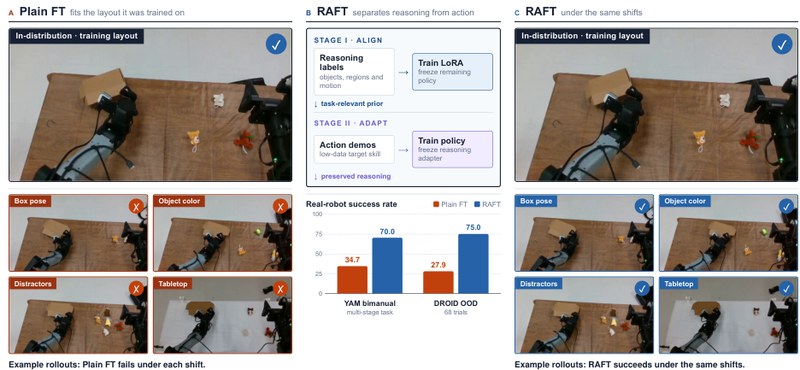 A Plain FT fits the layout it was trained on
In-distribution · training layout
Box pose
Object color
Distractors
Tabletop
Example rollouts: Plain FT fails under each shift.
B RAFT separates reasoning from action
STAGE I · ALIGN
Reasoning
labels
objects, regions and
motion
→
Train LoRA
freeze remaining
policy
↓ task-relevant prior
STAGE II · ADAPT
Action demos
low-data target skill
→
Train policy
freeze reasoning
adapter
↓ preserved reasoning
Real-robot success rate
Plain FT RAFT
100
75
50
25
0
34.7
70.0
27.9
75.0
YAM bimanual
multi-stage task
DROID OOD
68 trials
C RAFT under the same shifts
In-distribution · training layout
Box pose
Object color
Distractors
Tabletop
Example rollouts: RAFT succeeds under the same shifts.